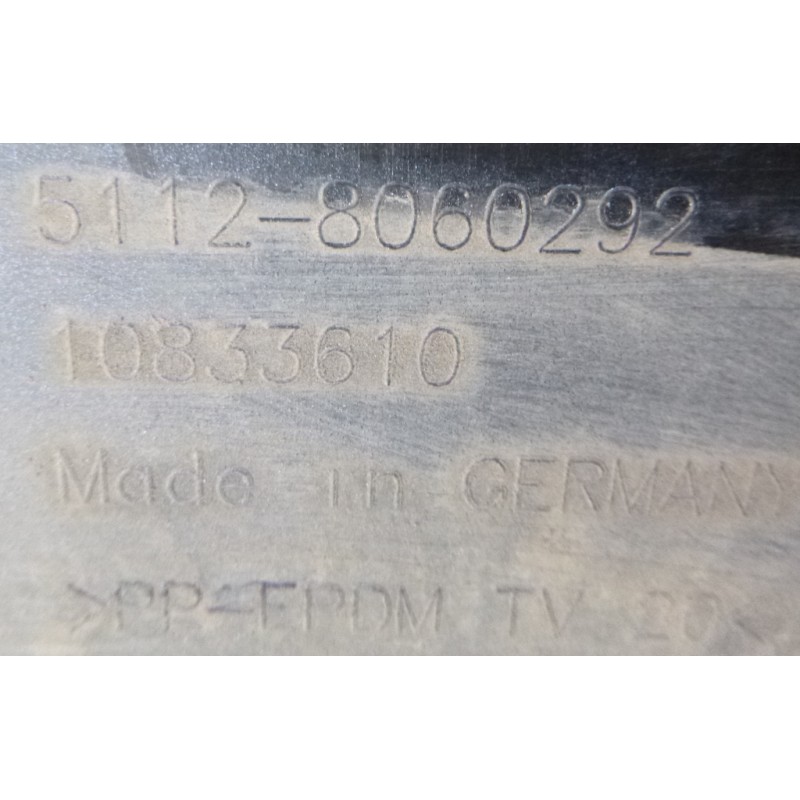 5112-8060292
10833610
Made in GERMANY
>PP-EPDM TV 20<